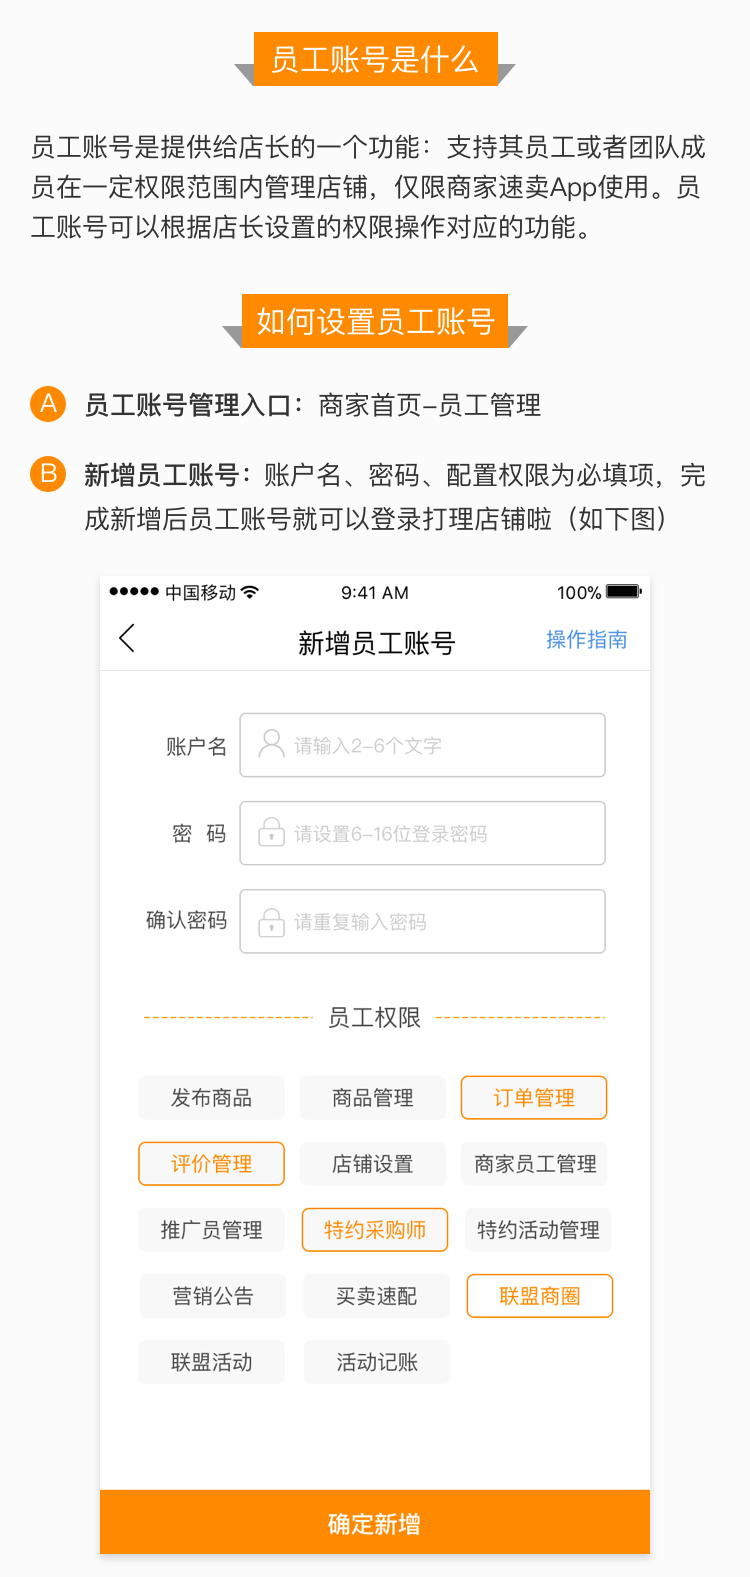 员工账号是什么
员工账号是提供给店长的一个功能：支持其员工或者团队成
员在一定权限范围内管理店铺，仅限商家速卖App使用。员
工账号可以根据店长设置的权限操作对应的功能。
如何设置员工账号
A 员工账号管理入口：商家首页–员工管理
B 新增员工账号：账户名、密码、配置权限为必填项，完
成新增后员工账号就可以登录打理店铺啦（如下图）
中国移动 9:41 AM 100%
新增员工账号 操作指南
账户名 请输入2–6个文字
密 码 请设置6–16位登录密码
确认密码 请重复输入密码
员工权限
发布商品 商品管理 订单管理
评价管理 店铺设置 商家员工管理
推广员管理 特约采购师 特约活动管理
营销公告 买卖速配 联盟商圈
联盟活动 活动记账
确定新增